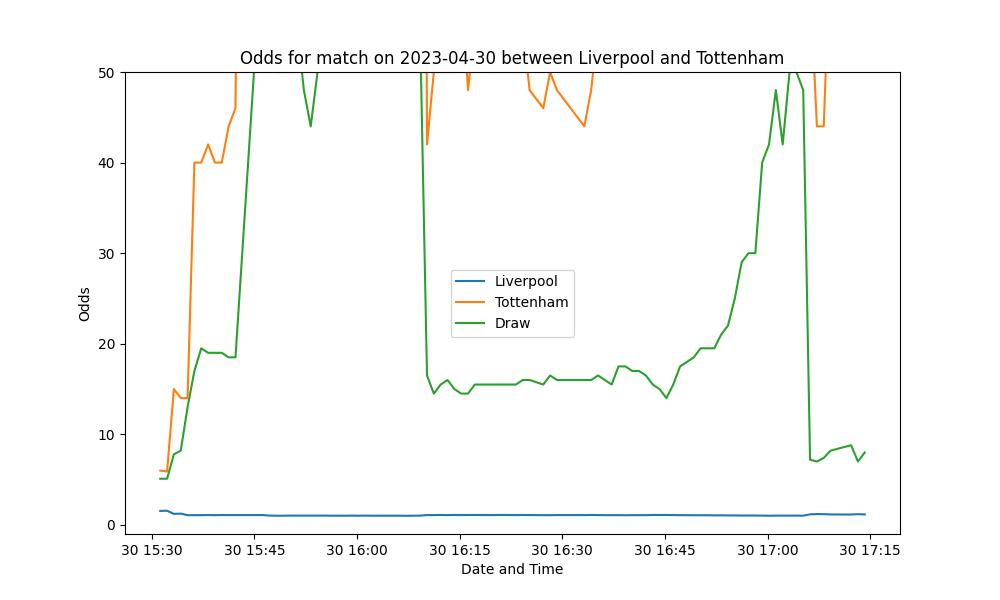 Odds for match on 2023-04-30 between Liverpool and Tottenham
Odds
50
40
30
20
10
0
Liverpool
Tottenham
Draw
30 15:30 30 15:45 30 16:00 30 16:15 30 16:30 30 16:45 30 17:00 30 17:15
Date and Time